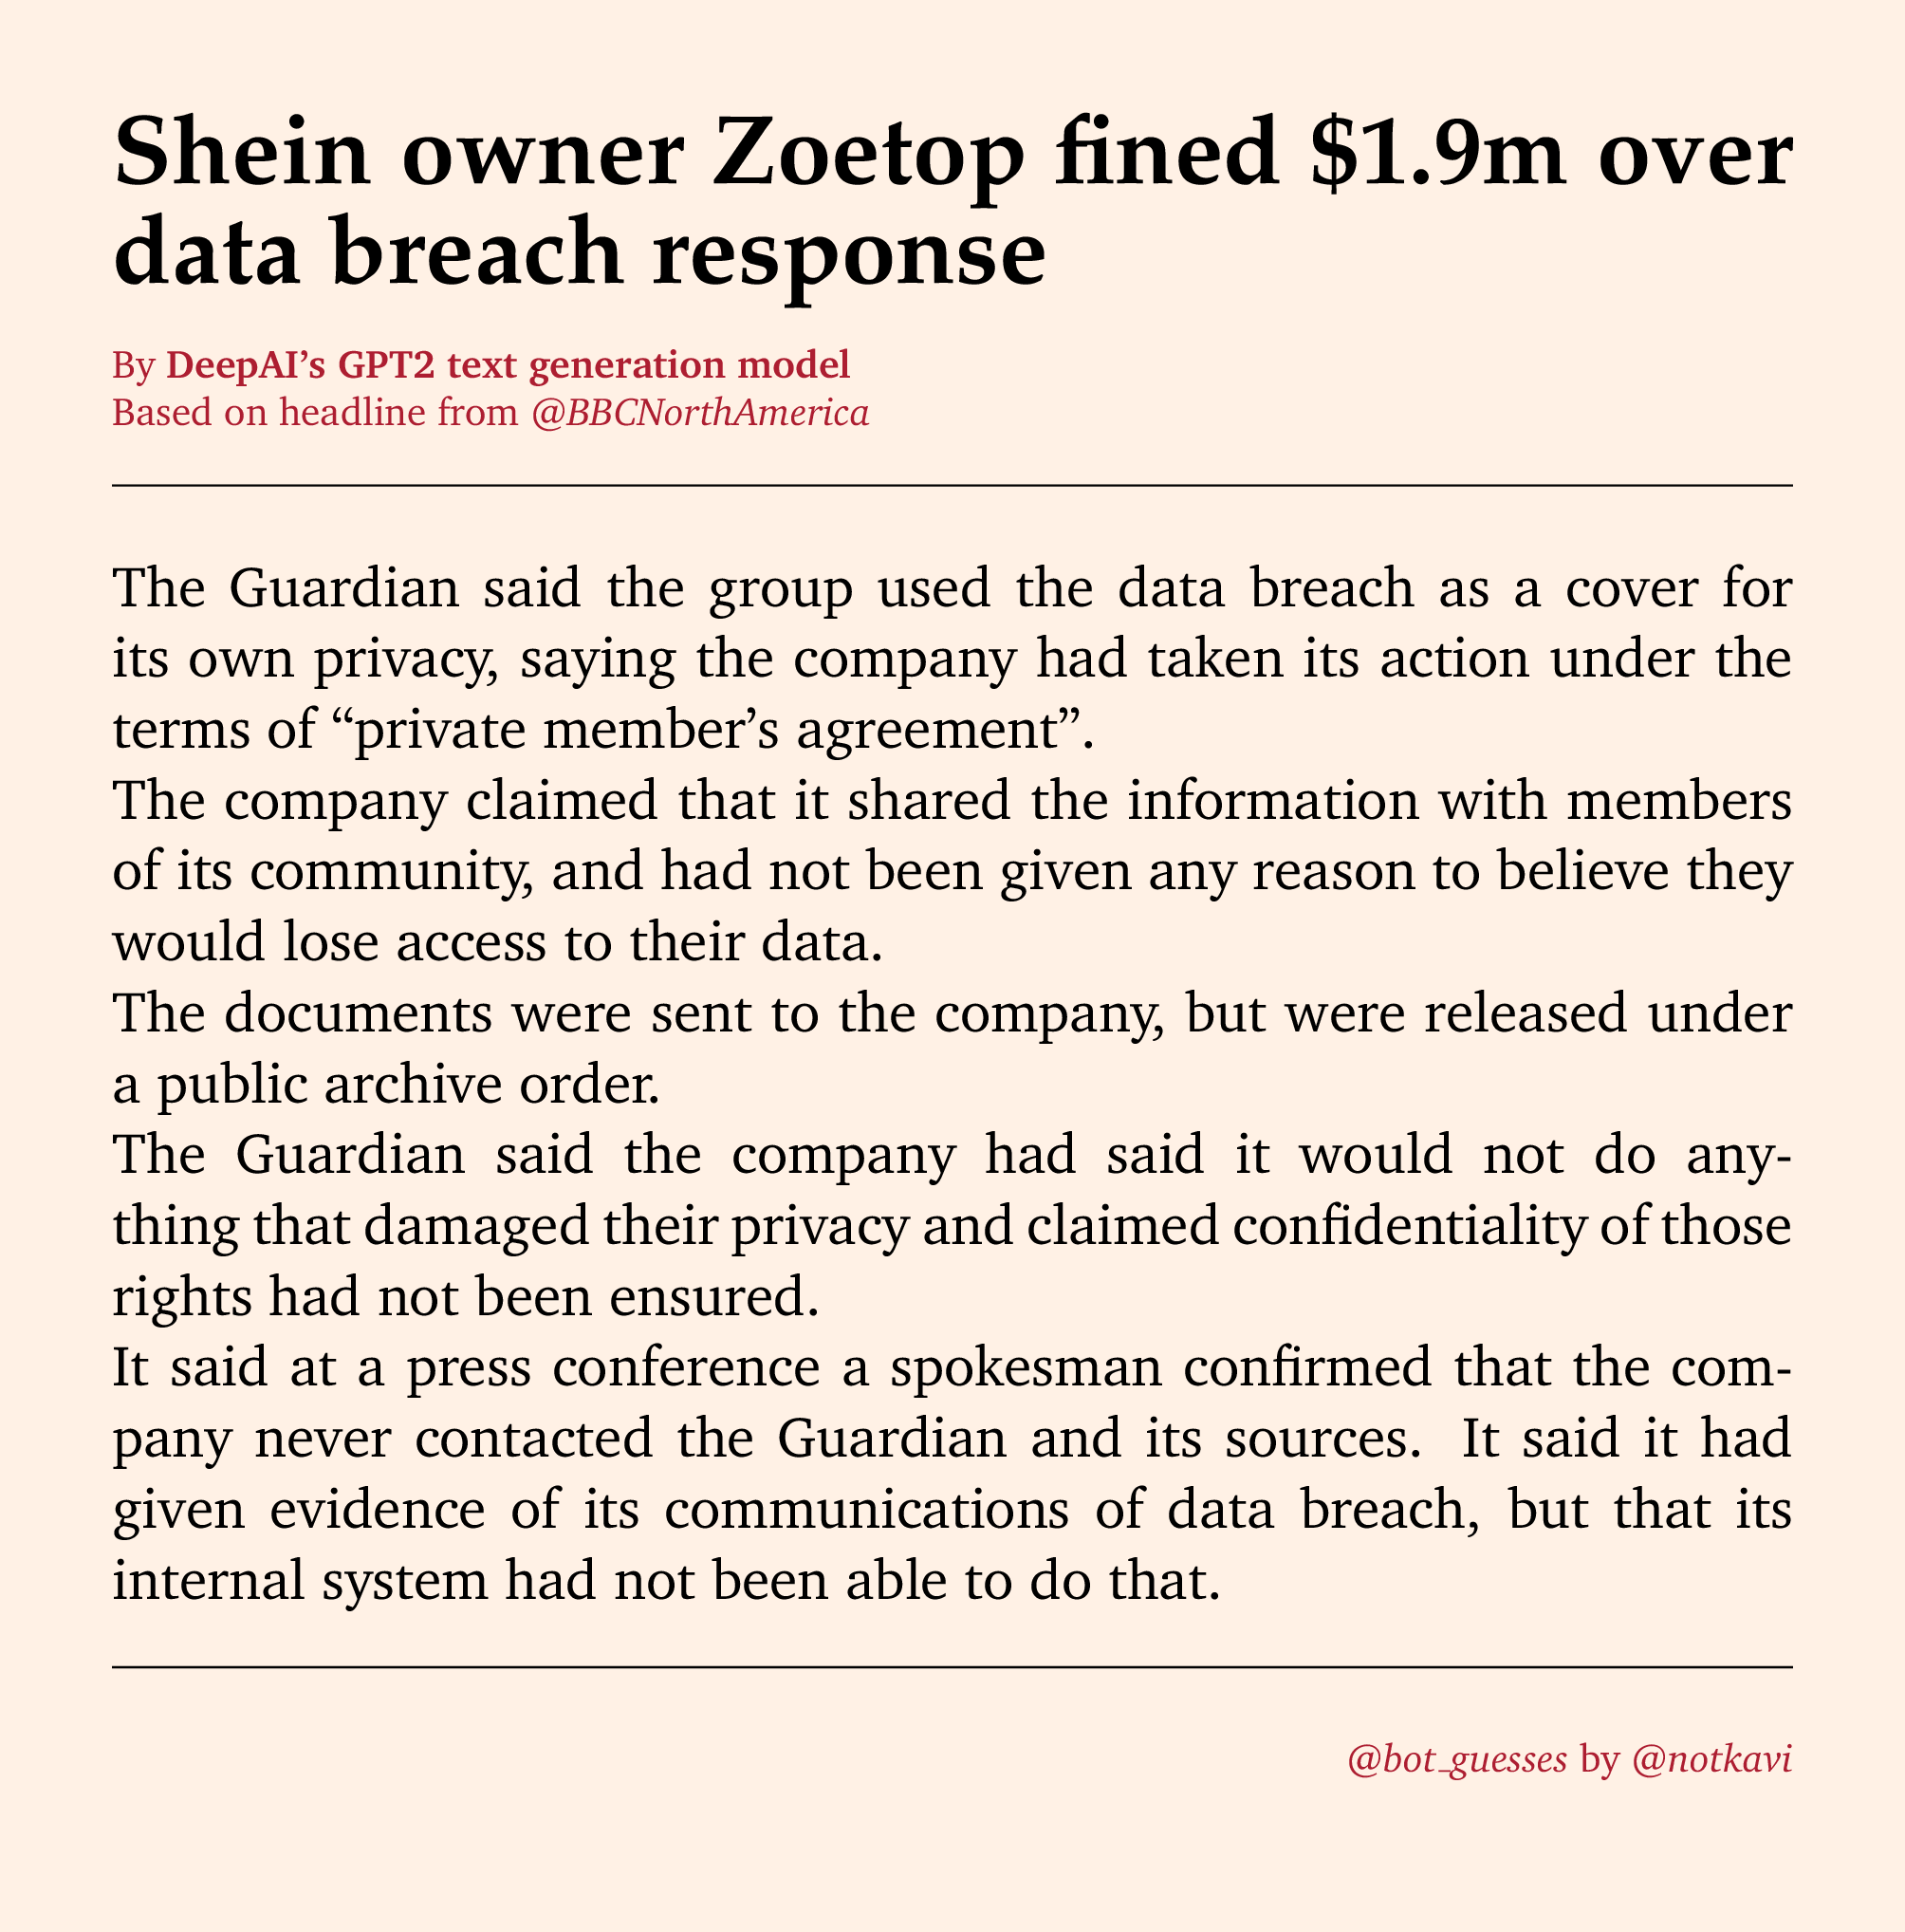 Shein owner Zoetop fined $1.9m over
data breach response
By DeepAI’s GPT2 text generation model
Based on headline from @BBCNorthAmerica
The Guardian said the group used the data breach as a cover for
its own privacy, saying the company had taken its action under the
terms of “private member’s agreement”.
The company claimed that it shared the information with members
of its community, and had not been given any reason to believe they
would lose access to their data.
The documents were sent to the company, but were released under
a public archive order.
The Guardian said the company had said it would not do any-
thing that damaged their privacy and claimed confidentiality of those
rights had not been ensured.
It said at a press conference a spokesman confirmed that the com-
pany never contacted the Guardian and its sources. It said it had
given evidence of its communications of data breach, but that its
internal system had not been able to do that.
@bot_guesses by @notkavi